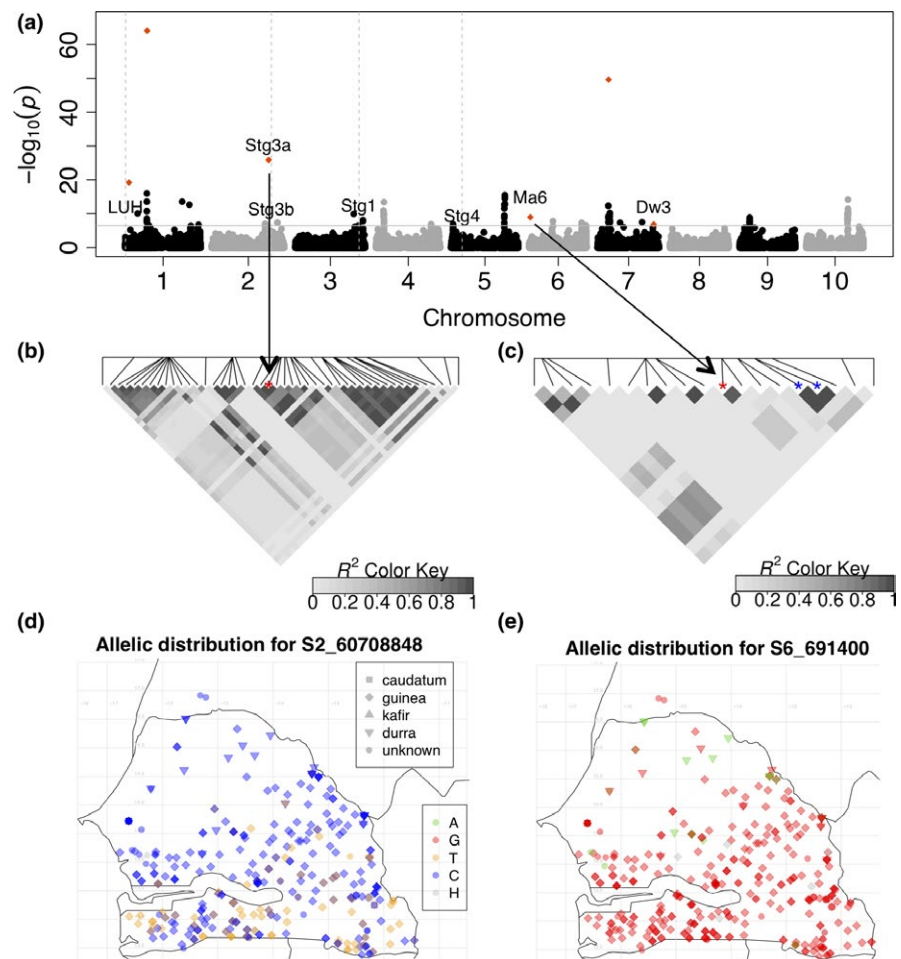 (a)
60
40
20
0
−log10(p)
LUH
Stg3a
Stg3b
Stg1
Stg4
Ma6
Dw3
1 2 3 4 5 6 7 8 9 10
Chromosome
(b)
R² Color Key
0 0.2 0.4 0.6 0.8 1
(c)
R² Color Key
0 0.2 0.4 0.6 0.8 1
(d)
Allelic distribution for S2_60708848
caudatum
guinea
kafir
durra
unknown
A
G
T
C
H
(e)
Allelic distribution for S6_691400